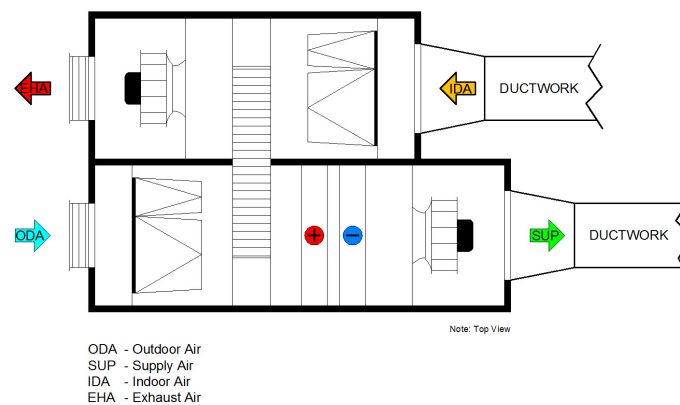 EHA
IDA
DUCTWORK
ODA
SUP
DUCTWORK
Note: Top View
ODA - Outdoor Air
SUP - Supply Air
IDA - Indoor Air
EHA - Exhaust Air